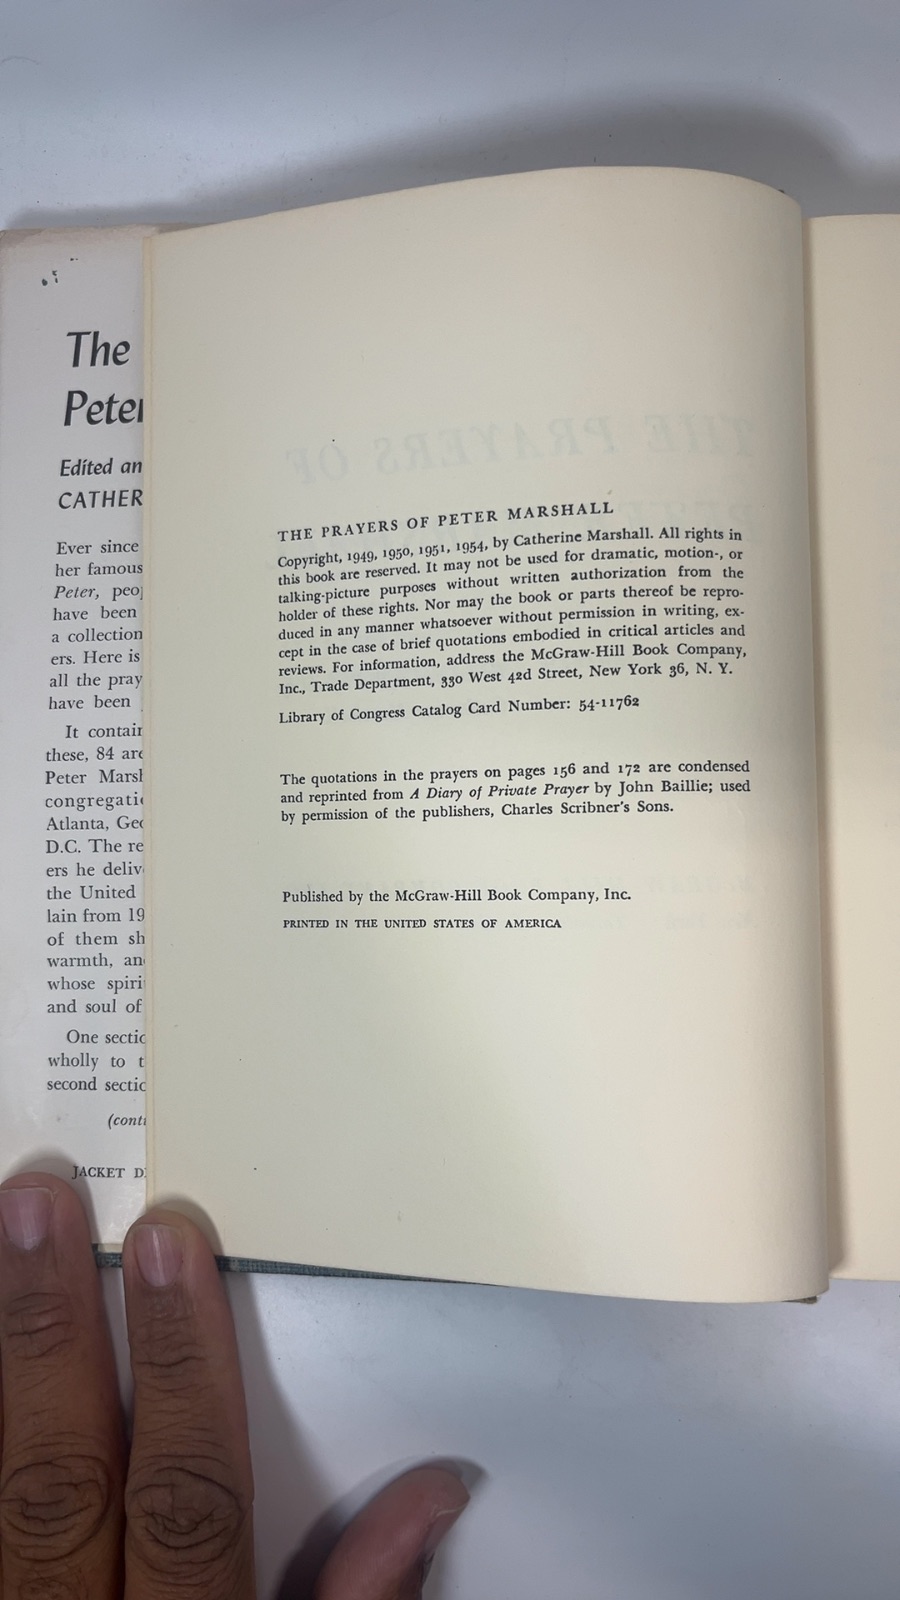 The
Peter
Edited an
CATHER
Ever since
her famous
Peter, peo
have been
a collection
ers. Here is
all the pray
have been
It contain
these, 84 are
Peter Marsh
congregatio
Atlanta, Geo
D.C. The re
ers he deliv
the United
lain from 19
of them sh
warmth, an
whose spiri
and soul of
One sectio
wholly to t
second sectio
(conti
JACKET D
THE PRAYERS OF
THE PRAYERS OF PETER MARSHALL
Copyright, 1949, 1950, 1951, 1954, by Catherine Marshall. All rights in
this book are reserved. It may not be used for dramatic, motion-, or
talking-picture purposes without written authorization from the
holder of these rights. Nor may the book or parts thereof be repro-
duced in any manner whatsoever without permission in writing, ex-
cept in the case of brief quotations embodied in critical articles and
reviews. For information, address the McGraw-Hill Book Company,
Inc., Trade Department, 330 West 42d Street, New York 36, N. Y.
Library of Congress Catalog Card Number: 54-11762
The quotations in the prayers on pages 156 and 172 are condensed
and reprinted from A Diary of Private Prayer by John Baillie; used
by permission of the publishers, Charles Scribner's Sons.
Published by the McGraw-Hill Book Company, Inc.
PRINTED IN THE UNITED STATES OF AMERICA